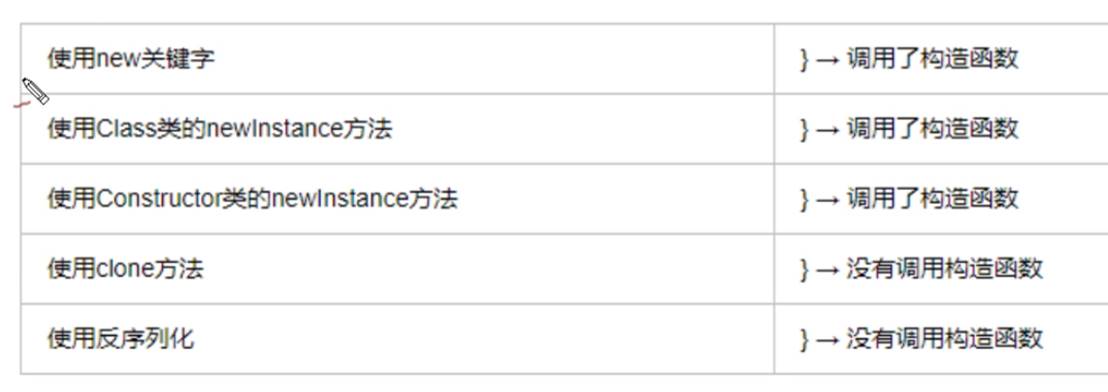 使用new关键字 } → 调用了构造函数
使用Class类的newInstance方法 } → 调用了构造函数
使用Constructor类的newInstance方法 } → 调用了构造函数
使用clone方法 } → 没有调用构造函数
使用反序列化 } → 没有调用构造函数